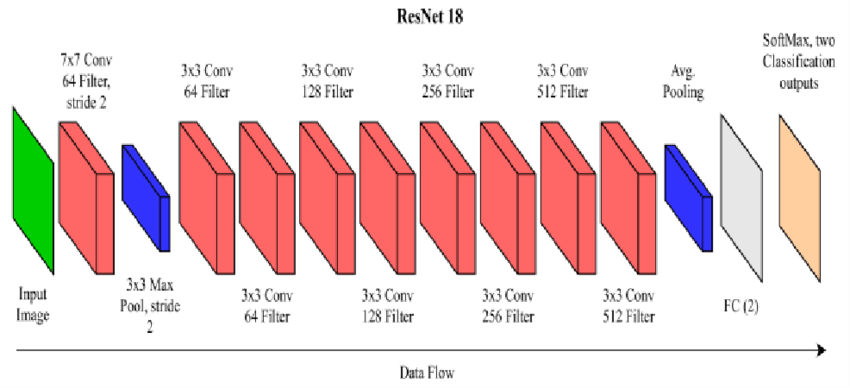 ResNet 18
7x7 Conv
64 Filter,
stride 2
3x3 Conv
64 Filter
3x3 Conv
128 Filter
3x3 Conv
256 Filter
3x3 Conv
512 Filter
Avg.
Pooling
SoftMax, two
Classification
outputs
Input
Image
3x3 Max
Pool, stride
2
3x3 Conv
64 Filter
3x3 Conv
128 Filter
3x3 Conv
256 Filter
3x3 Conv
512 Filter
FC (2)
Data Flow